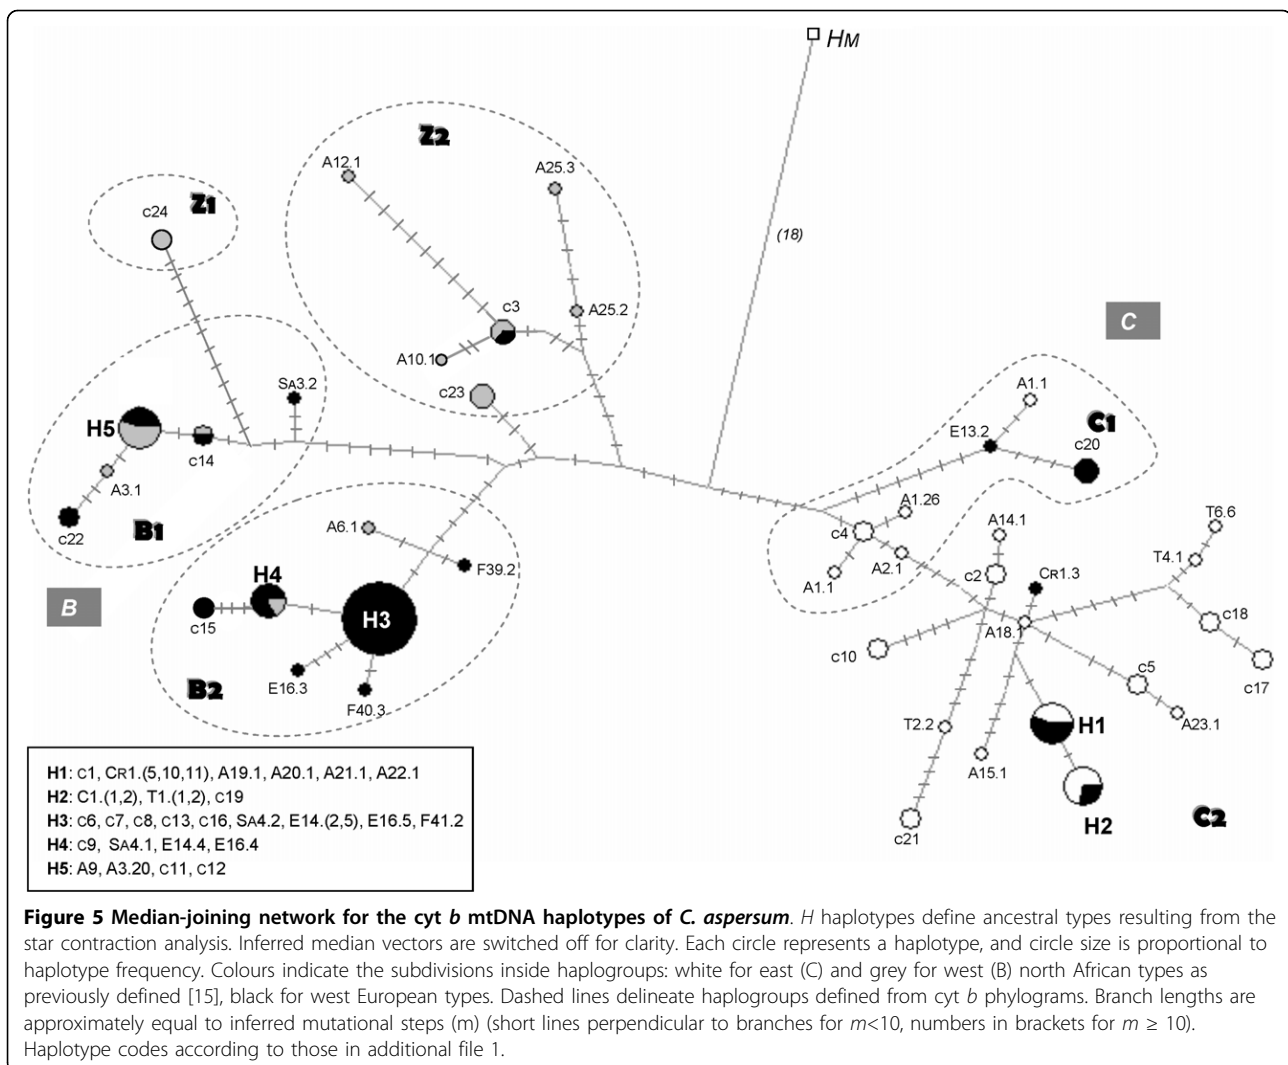 HM
Z2
A12.1
A25.3
Z1
c24
(18)
c3
A25.2
C
A10.1
SA3.2
c23
A1.1
C1
E13.2
c20
H5
c14
A3.1
c22
B1
A1.26
c4
A14.1
T6.6
A6.1
A2.1
T4.1
F39.2
A1.1
c2
CR1.3
H4
B
c15
H3
A18.1
c18
c10
c5
c17
E16.3
B2
F40.3
T2.2
H1
A23.1
A15.1
H2
C2
c21
H1: c1, CR1.(5,10,11), A19.1, A20.1, A21.1, A22.1
H2: C1.(1,2), T1.(1,2), c19
H3: c6, c7, c8, c13, c16, SA4.2, E14.(2,5), E16.5, F41.2
H4: c9, SA4.1, E14.4, E16.4
H5: A9, A3.20, c11, c12
Figure 5 Median-joining network for the cyt b mtDNA haplotypes of C. aspersum. H haplotypes define ancestral types resulting from the
star contraction analysis. Inferred median vectors are switched off for clarity. Each circle represents a haplotype, and circle size is proportional to
haplotype frequency. Colours indicate the subdivisions inside haplogroups: white for east (C) and grey for west (B) north African types as
previously defined [15], black for west European types. Dashed lines delineate haplogroups defined from cyt b phylograms. Branch lengths are
approximately equal to inferred mutational steps (m) (short lines perpendicular to branches for m<10, numbers in brackets for m ≥ 10).
Haplotype codes according to those in additional file 1.